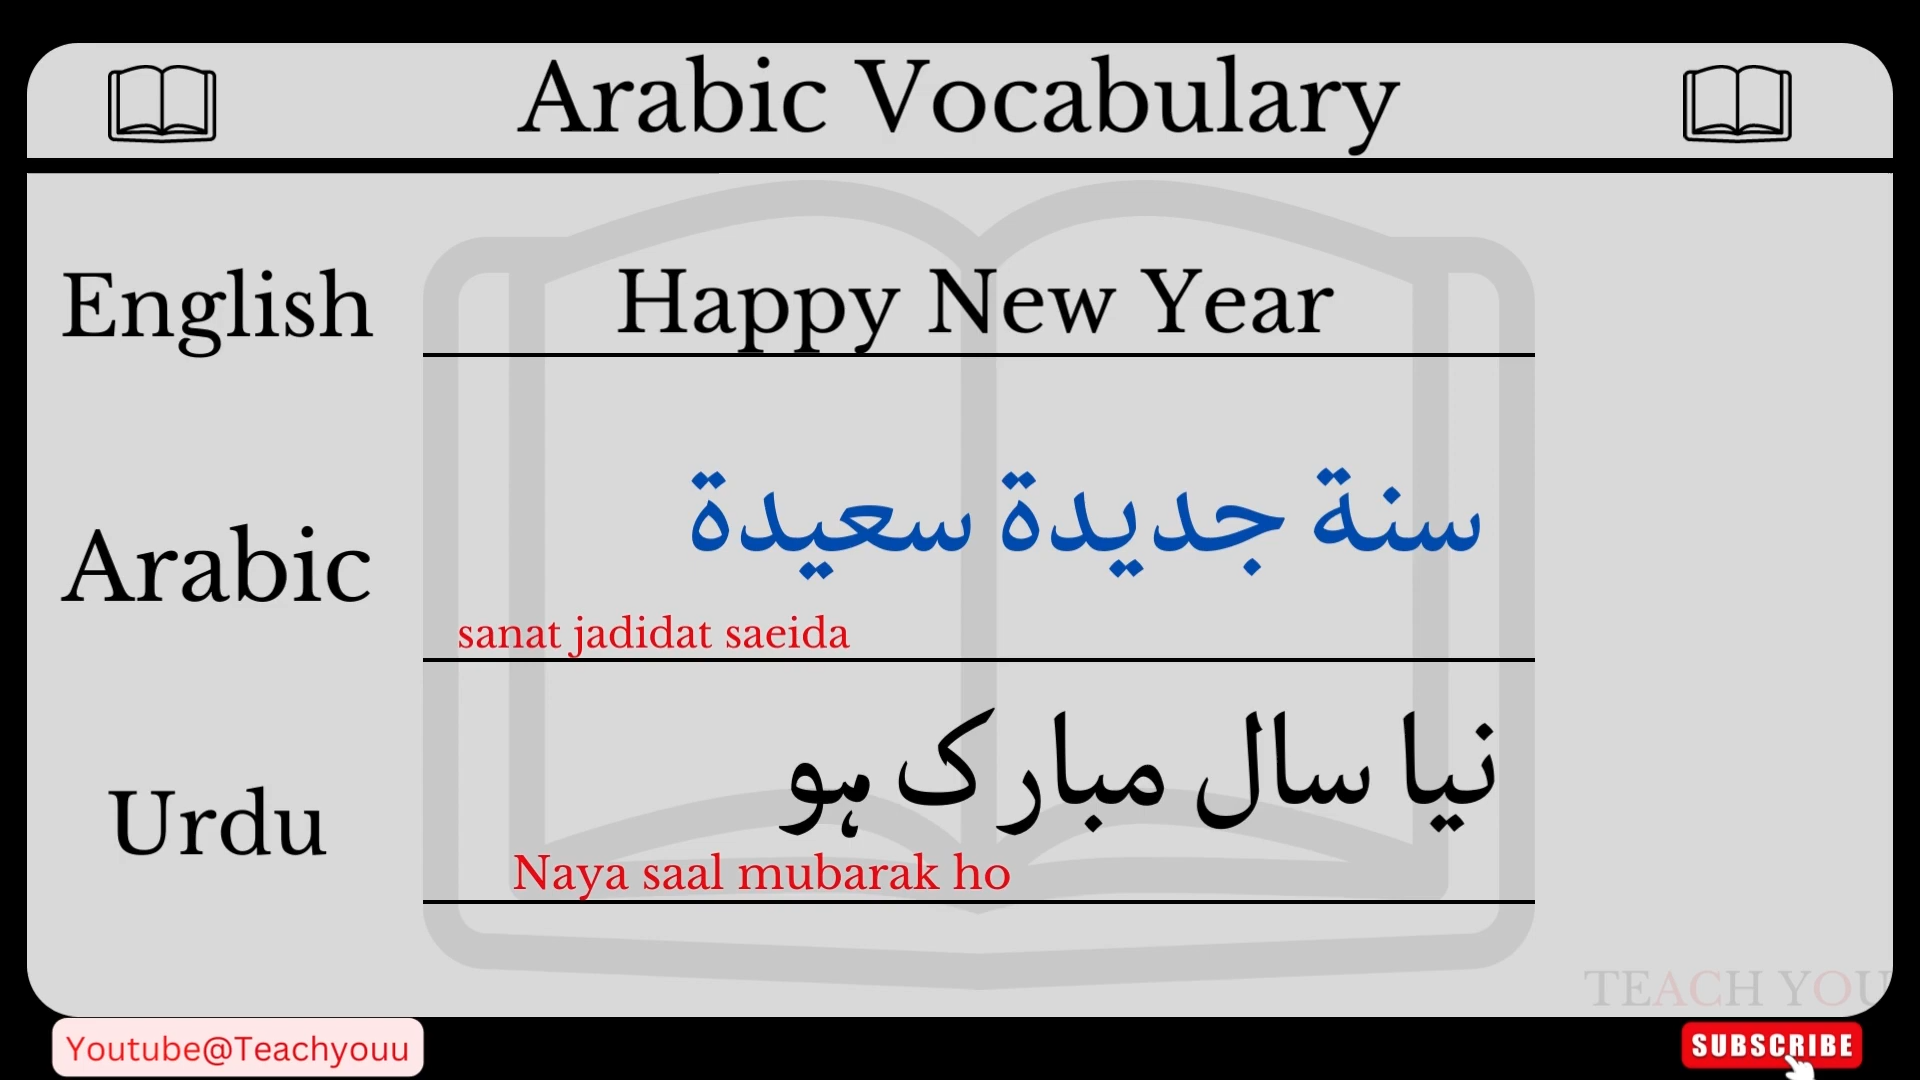 Arabic Vocabulary
English
Happy New Year
Arabic
سنة جديدة سعيدة
sanat jadidat saeida
Urdu
نیا سال مبارک ہو
Naya saal mubarak ho
TEACH YOU
Youtube@Teachyouu
SUBSCRIBE